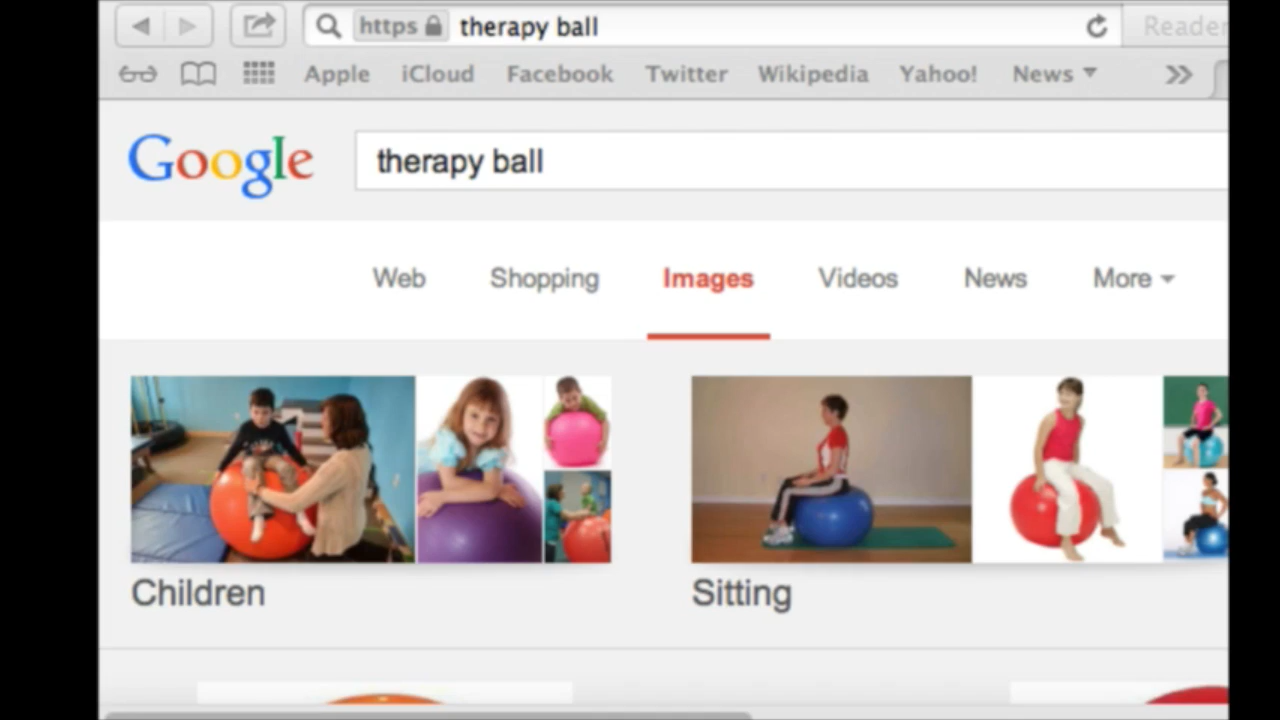 https therapy ball Reader
Apple iCloud Facebook Twitter Wikipedia Yahoo! News
Google therapy ball
Web Shopping Images Videos News More
Children Sitting